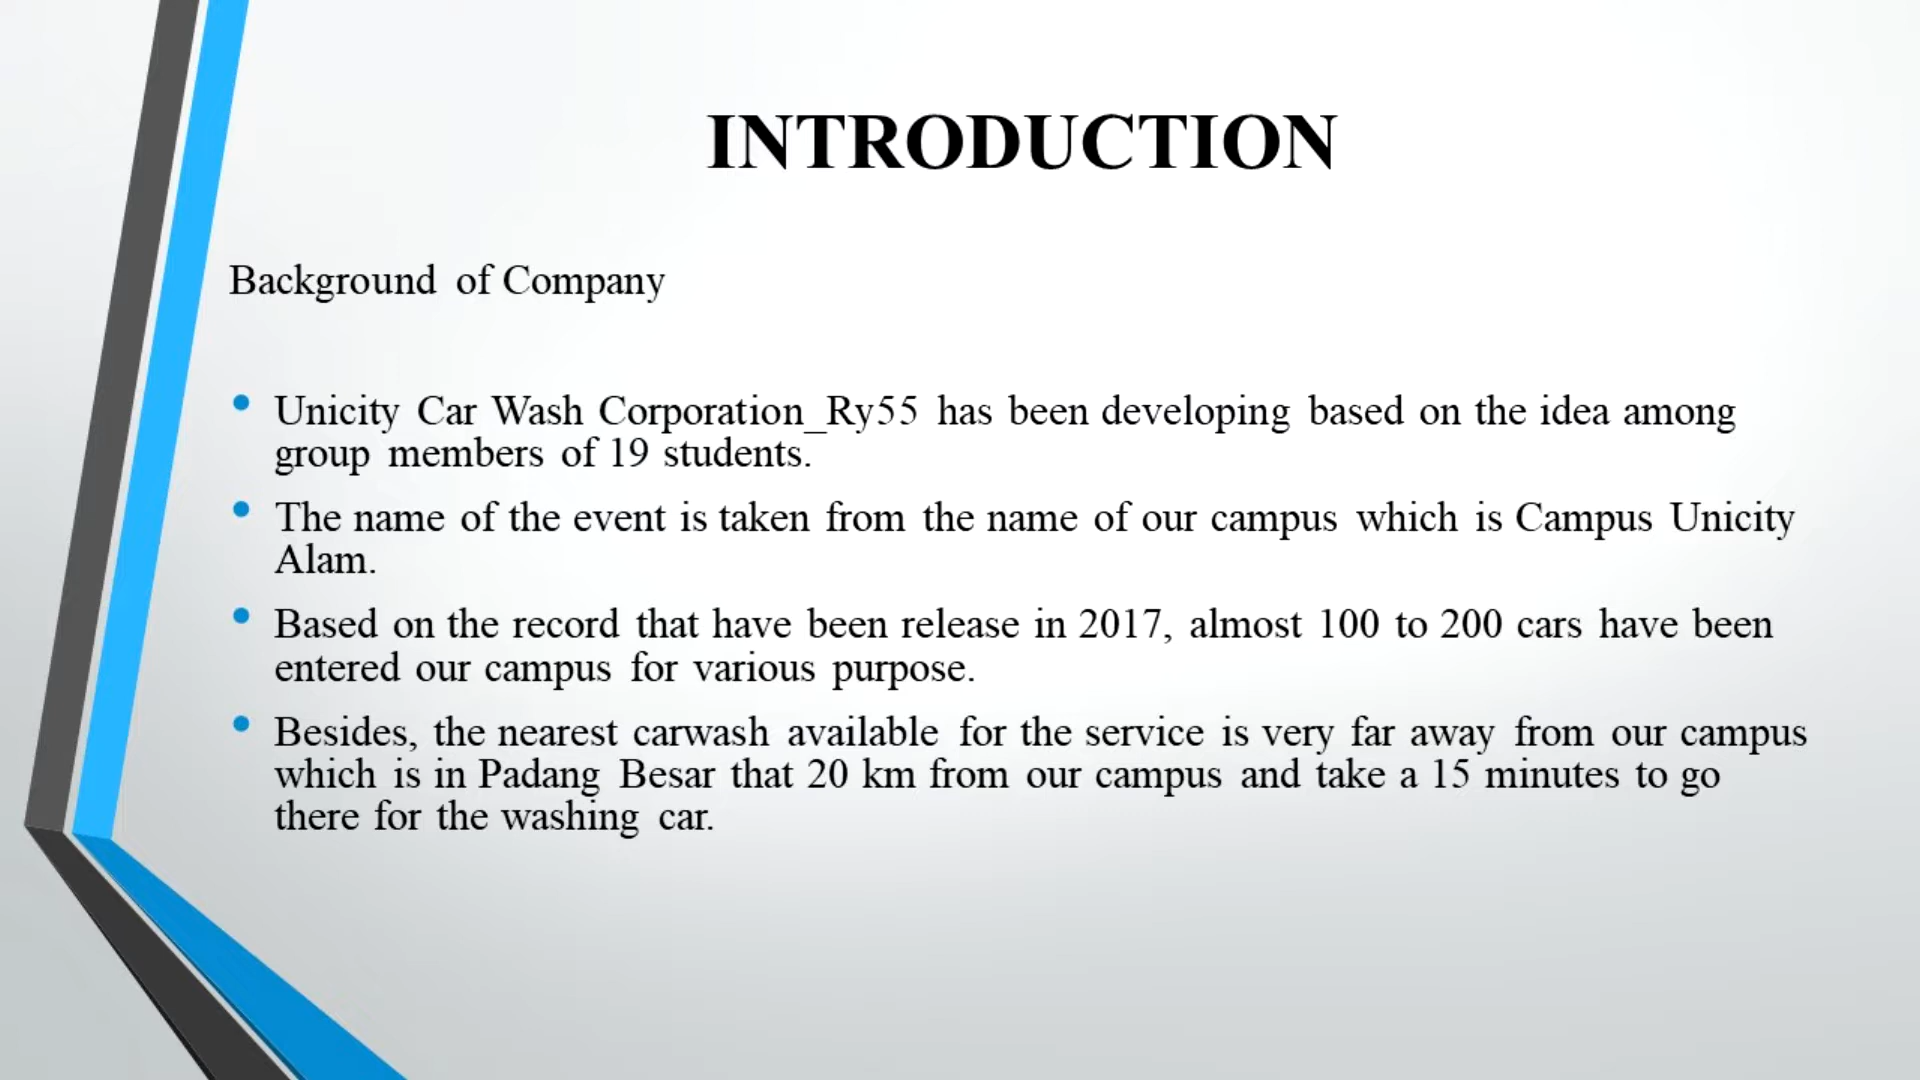 INTRODUCTION
Background of Company
• Unicity Car Wash Corporation_Ry55 has been developing based on the idea among
group members of 19 students.
• The name of the event is taken from the name of our campus which is Campus Unicity
Alam.
• Based on the record that have been release in 2017, almost 100 to 200 cars have been
entered our campus for various purpose.
• Besides, the nearest carwash available for the service is very far away from our campus
which is in Padang Besar that 20 km from our campus and take a 15 minutes to go
there for the washing car.